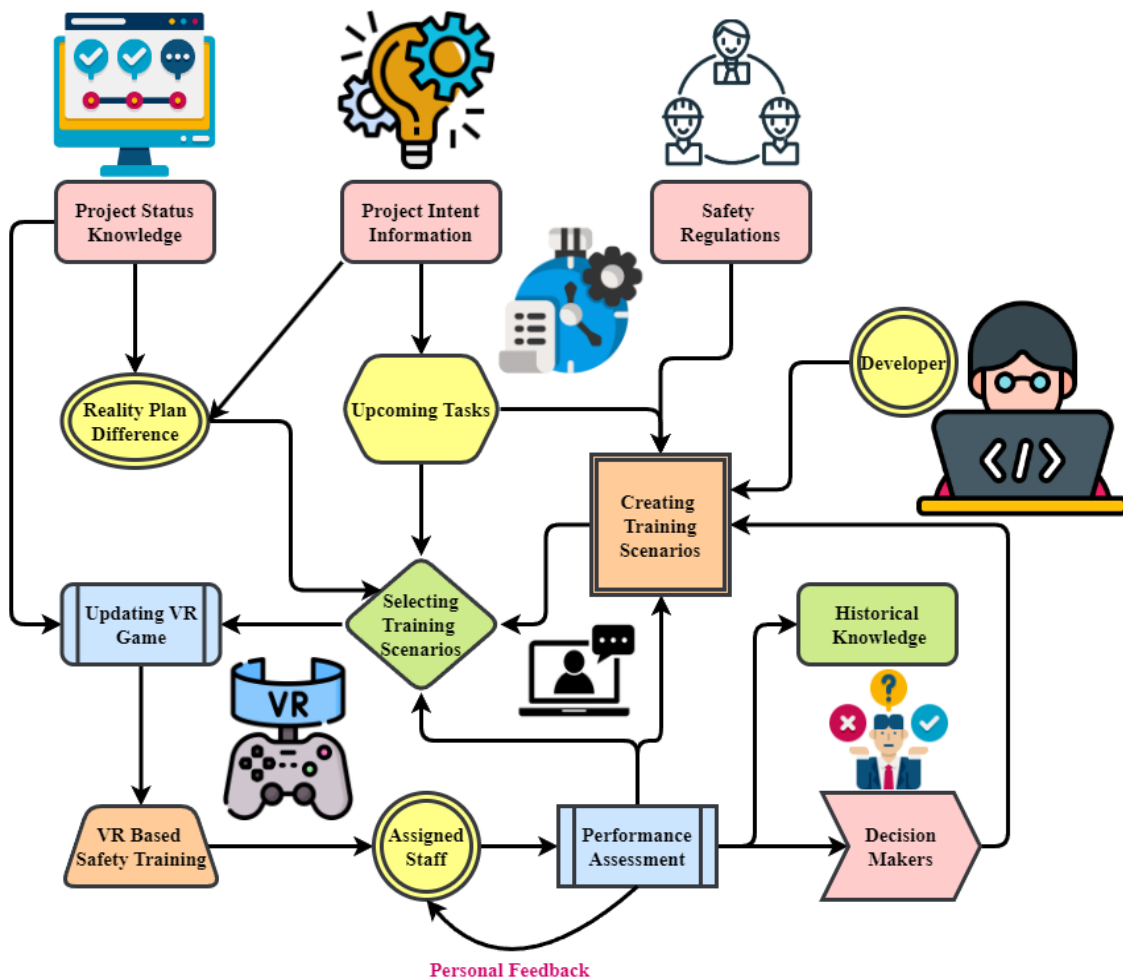 Project Status
Knowledge
Project Intent
Information
Safety
Regulations
Developer
Reality Plan
Difference
Upcoming Tasks
Creating
Training
Scenarios
</>
Updating VR
Game
Selecting
Training
Scenarios
Historical
Knowledge
VR
?
VR Based
Safety Training
Assigned
Staff
Performance
Assessment
Decision
Makers
Personal Feedback